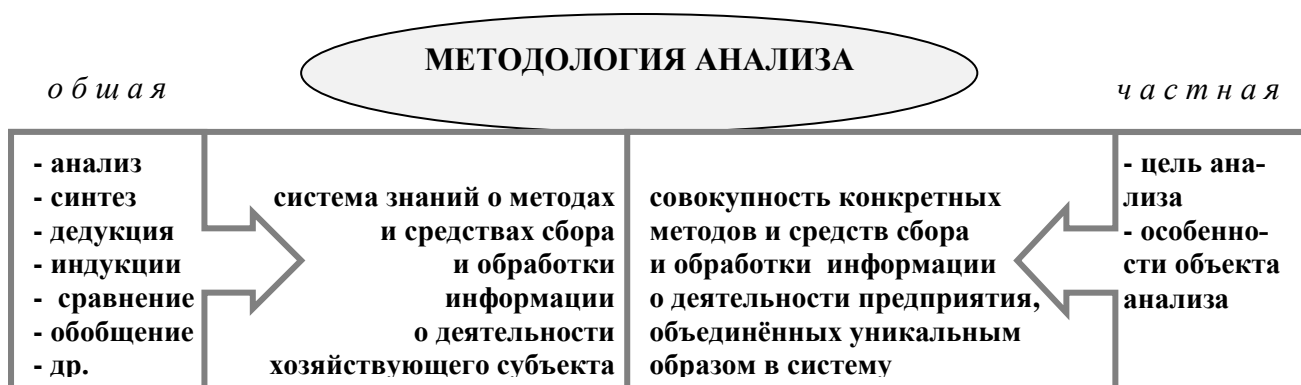 МЕТОДОЛОГИЯ АНАЛИЗА
общая
частная
- анализ
- синтез
- дедукция
- индукции
- сравнение
- обобщение
- др.
система знаний о методах
и средствах сбора
и обработки
информации
о деятельности
хозяйствующего субъекта
совокупность конкретных
методов и средств сбора
и обработки информации
о деятельности предприятия,
объединённых уникальным
образом в систему
- цель ана-
лиза
- особенно-
сти объекта
анализа